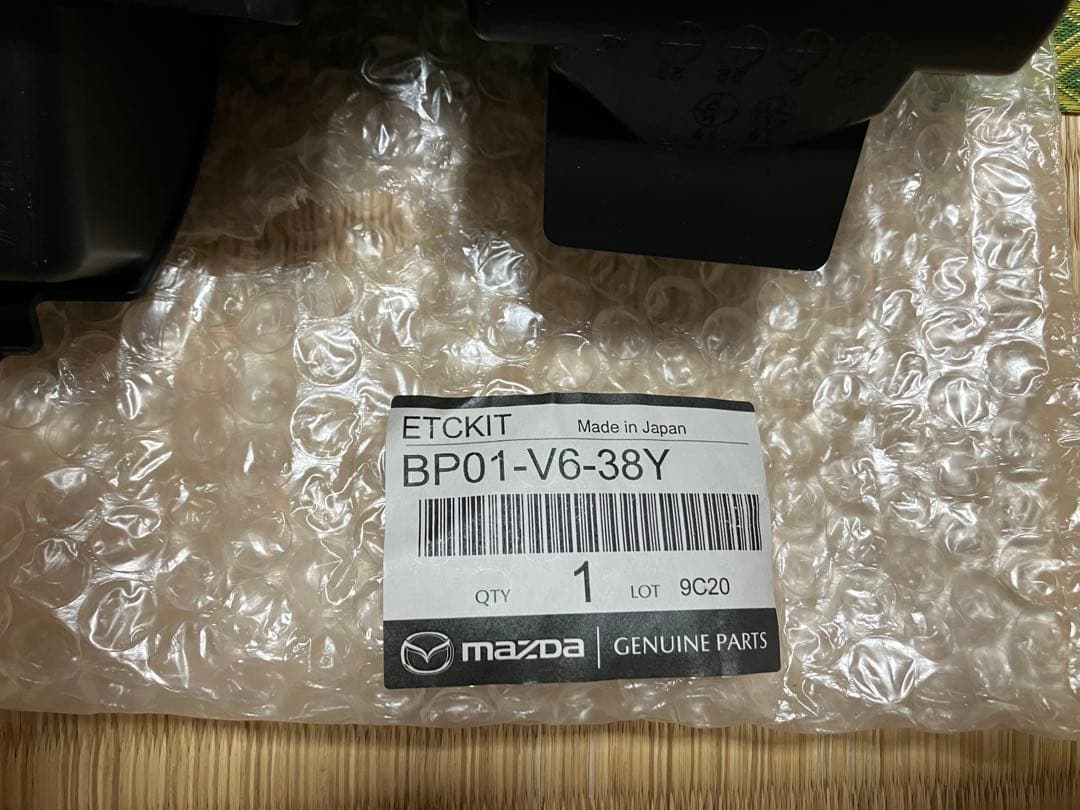 ETCKIT Made in Japan
BP01-V6-38Y
QTY 1 LOT 9C20
mazda GENUINE PARTS